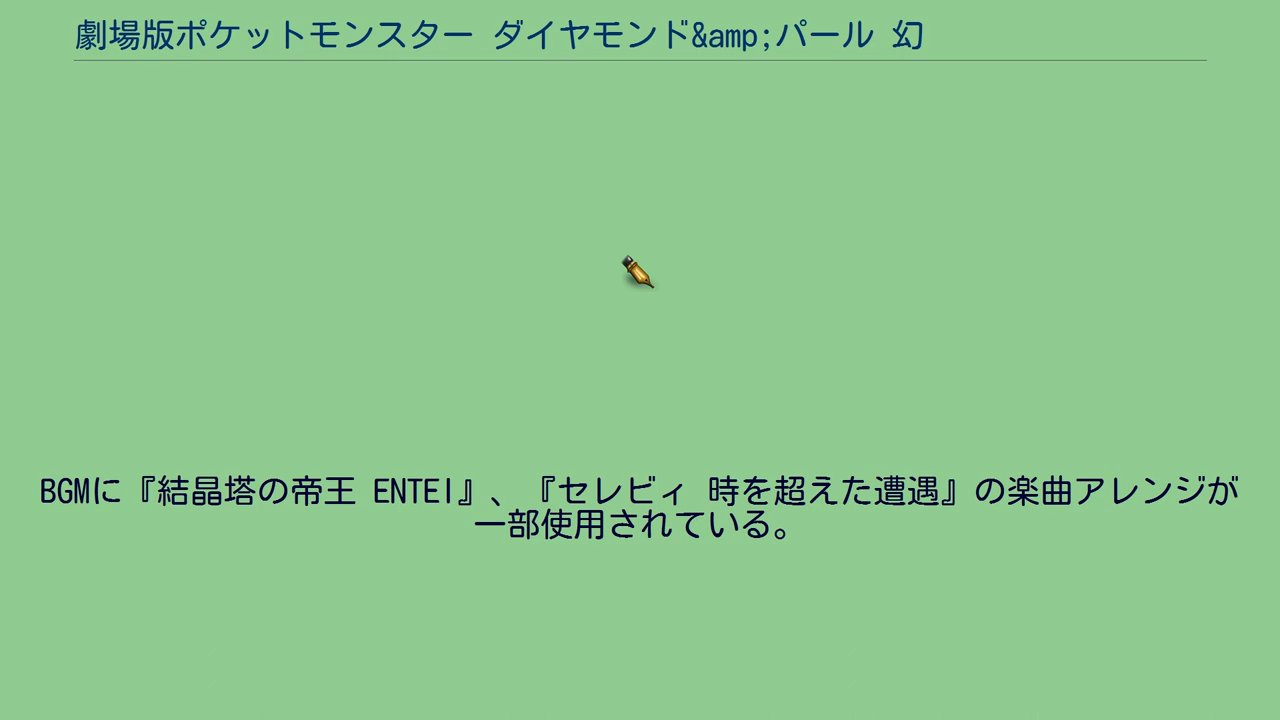 劇場版ポケットモンスター ダイヤモンド&amp;パール 幻
BGMに『結晶塔の帝王 ENTEI』、『セレビィ 時を超えた遭遇』の楽曲アレンジが
一部使用されている。